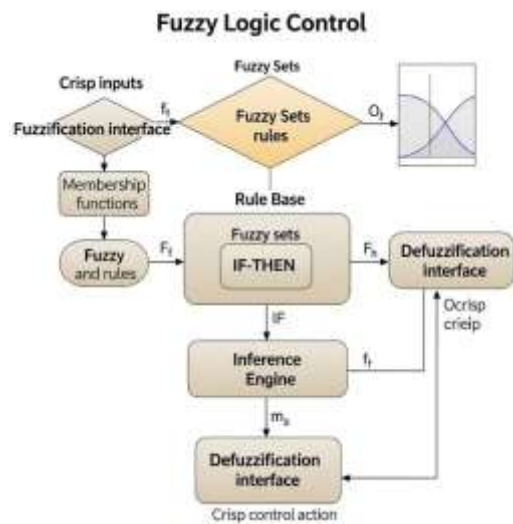 Fuzzy Logic Control
Crisp inputs
Fuzzy Sets
Fuzzification interface
f₁
Fuzzy Sets
rules
Membership
functions
Rule Base
Fuzzy
and rules
Fuzzy sets
IF-THEN
Defuzzification
interface
Ocrisp
crieip
IF
Inference
Engine
Defuzzification
interface
Crisp control action